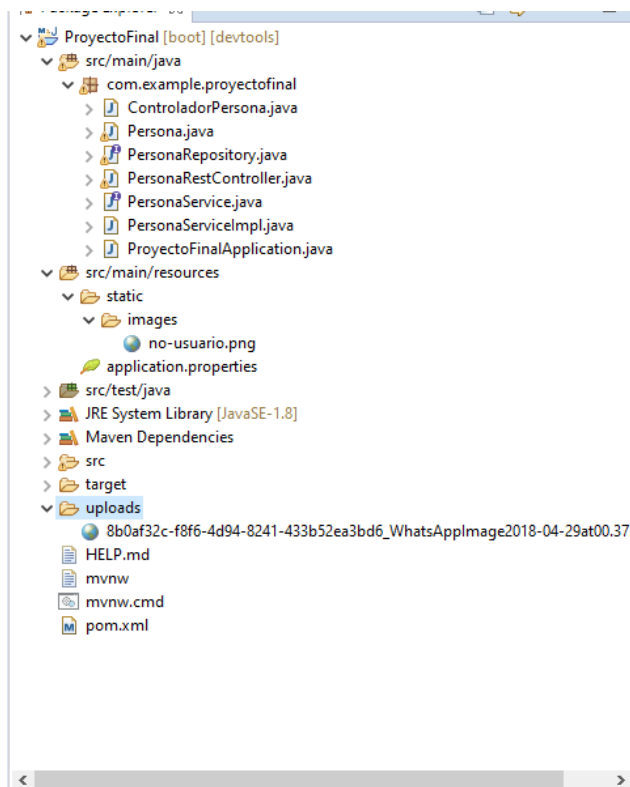 ProyectoFinal [boot] [devtools]
src/main/java
com.example.proyectofinal
ControladorPersona.java
Persona.java
PersonaRepository.java
PersonaRestController.java
PersonaService.java
PersonaServiceImpl.java
ProyectoFinalApplication.java
src/main/resources
static
images
no-usuario.png
application.properties
src/test/java
JRE System Library [JavaSE-1.8]
Maven Dependencies
src
target
uploads
8b0af32c-f8f6-4d94-8241-433b52ea3bd6_WhatsAppImage2018-04-29at00.37
HELP.md
mvnw
mvnw.cmd
pom.xml